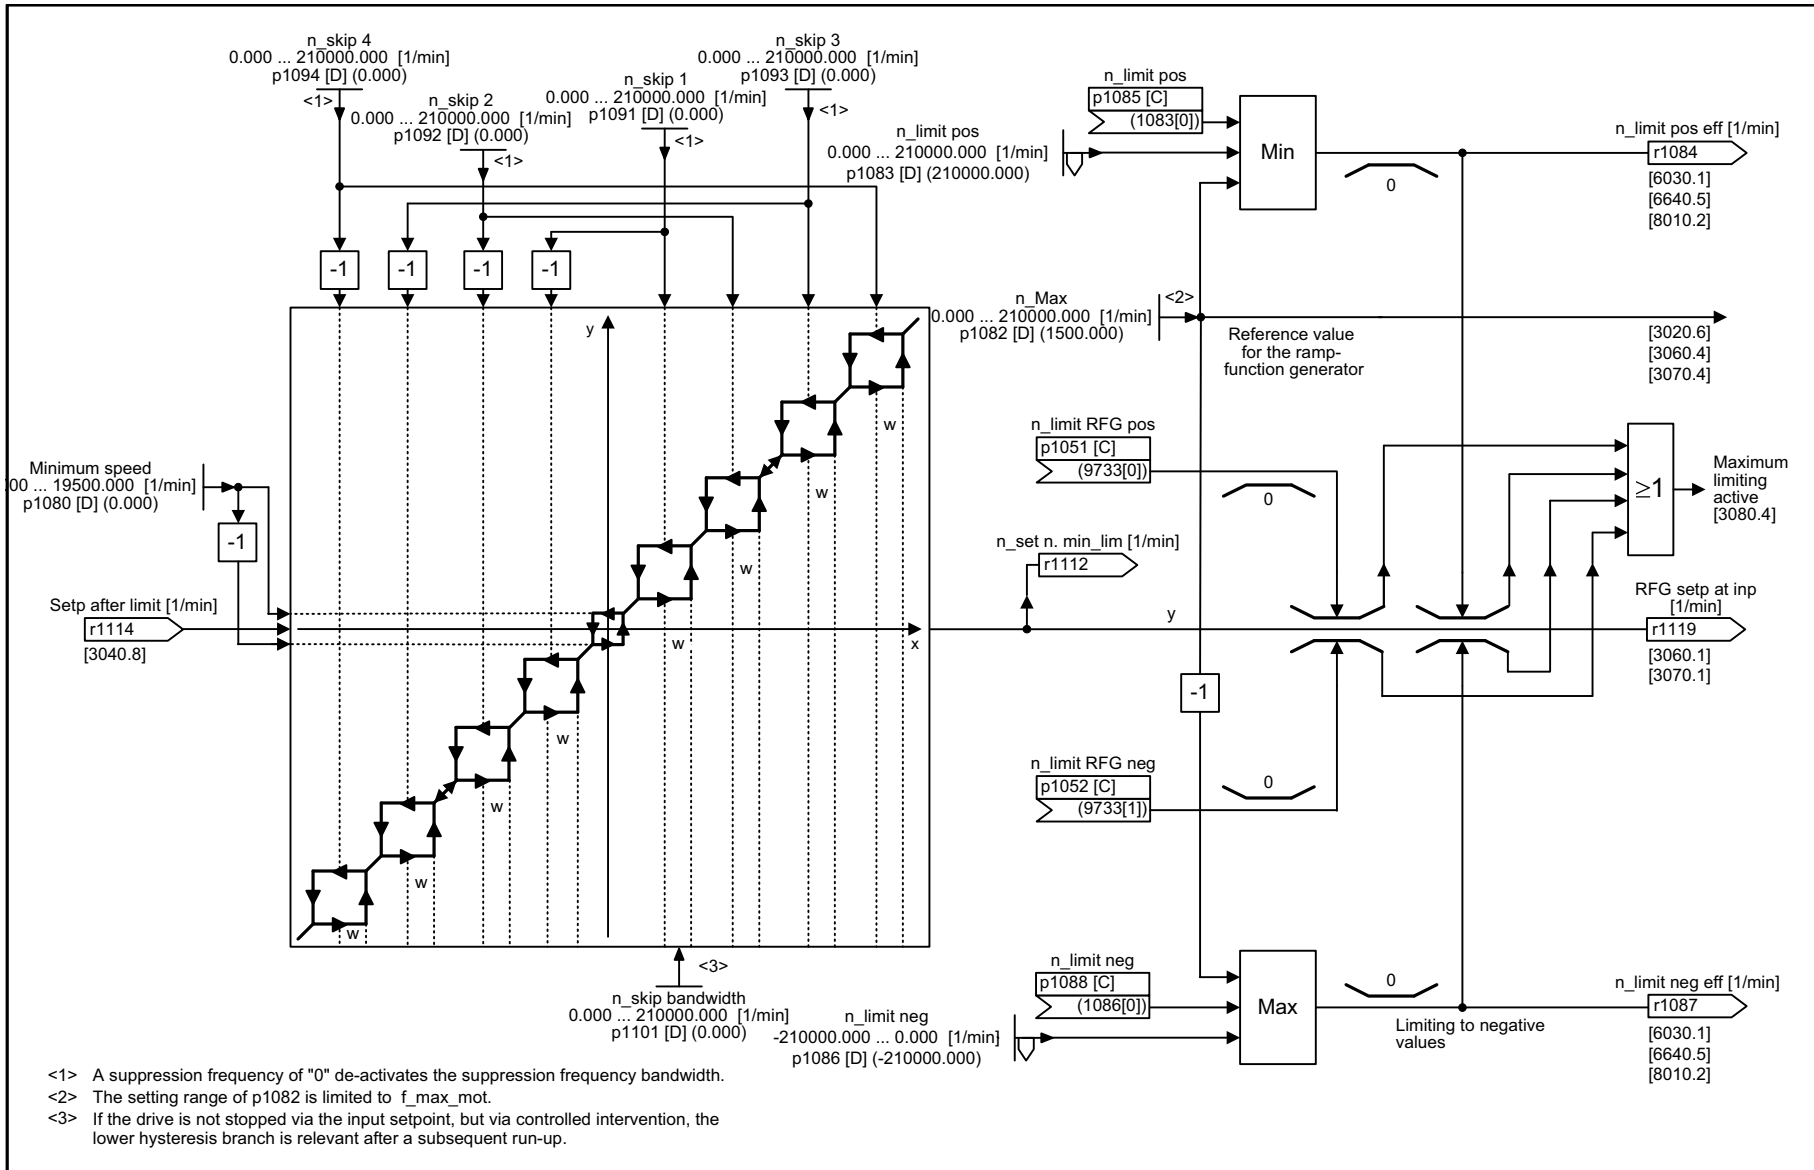 n_skip 4
0.000 ... 210000.000 [1/min]
p1094 [D] (0.000)
<1>
n_skip 2
0.000 ... 210000.000 [1/min]
p1092 [D] (0.000)
<1>
n_skip 1
0.000 ... 210000.000 [1/min]
p1091 [D] (0.000)
<1>
n_skip 3
0.000 ... 210000.000 [1/min]
p1093 [D] (0.000)
<1>
-1
-1
-1
-1
y
x
w
w
w
w
w
w
w
w
Minimum speed
00 ... 19500.000 [1/min]
p1080 [D] (0.000)
-1
Setp after limit [1/min]
r1114
[3040.8]
<3>
n_skip bandwidth
0.000 ... 210000.000 [1/min]
p1101 [D] (0.000)
n_limit pos
p1085 [C]
(1083[0])
n_limit pos
0.000 ... 210000.000 [1/min]
p1083 [D] (210000.000)
Min
0
n_limit pos eff [1/min]
r1084
[6030.1]
[6640.5]
[8010.2]
n_Max
0.000 ... 210000.000 [1/min]
p1082 [D] (1500.000)
<2>
Reference value
for the ramp-
function generator
[3020.6]
[3060.4]
[3070.4]
n_limit RFG pos
p1051 [C]
(9733[0])
0
≥1
Maximum
limiting
active
[3080.4]
n_set n. min_lim [1/min]
r1112
y
RFG setp at inp
[1/min]
r1119
[3060.1]
[3070.1]
-1
n_limit RFG neg
p1052 [C]
(9733[1])
0
n_limit neg
p1088 [C]
(1086[0])
n_limit neg
-210000.000 ... 0.000 [1/min]
p1086 [D] (-210000.000)
Max
0
Limiting to negative
values
n_limit neg eff [1/min]
r1087
[6030.1]
[6640.5]
[8010.2]
<1> A suppression frequency of "0" de-activates the suppression frequency bandwidth.
<2> The setting range of p1082 is limited to f_max_mot.
<3> If the drive is not stopped via the input setpoint, but via controlled intervention, the
lower hysteresis branch is relevant after a subsequent run-up.